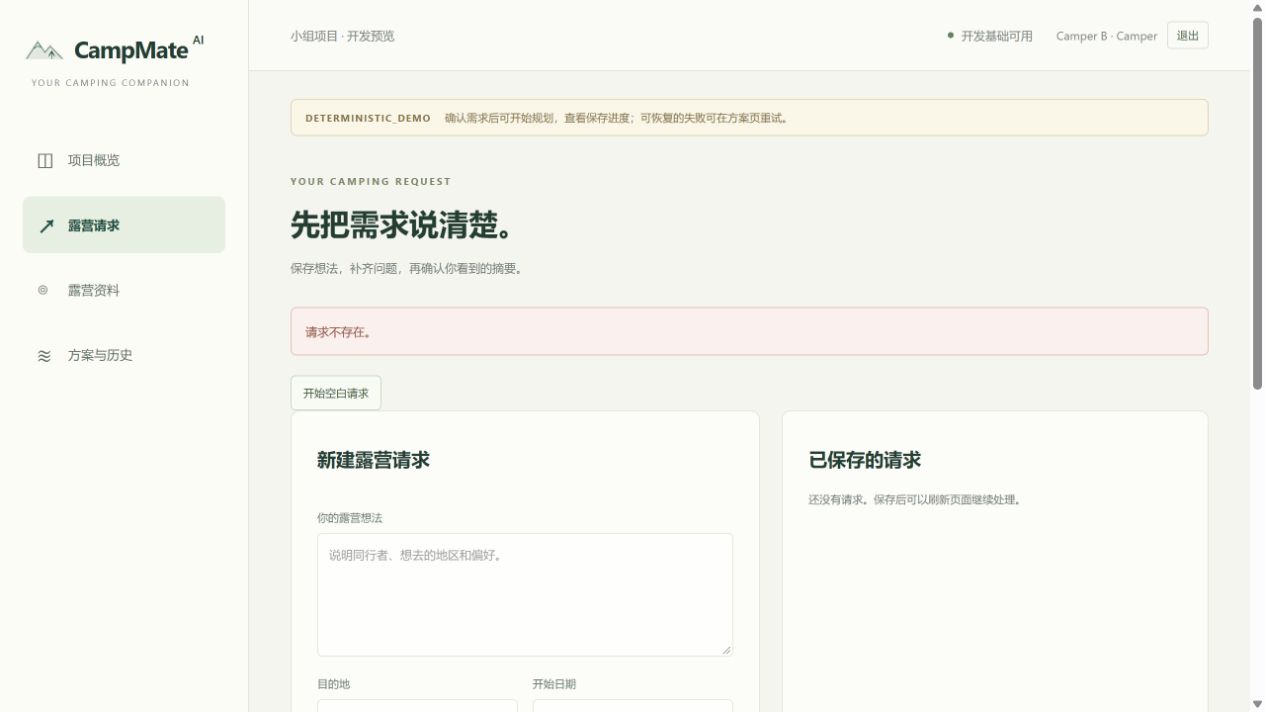 CampMate AI
YOUR CAMPING COMPANION
项目概览
露营请求
露营资料
方案与历史
小组项目 · 开发预览
开发基础可用
Camper B · Camper
退出
DETERMINISTIC_DEMO 确认需求后可开始规划，查看保存进度；可恢复的失败可在方案页重试。
YOUR CAMPING REQUEST
先把需求说清楚。
保存想法，补齐问题，再确认你看到的摘要。
请求不存在。
开始空白请求
新建露营请求
你的露营想法
说明同行者、想去的地区和偏好。
目的地
开始日期
已保存的请求
还没有请求。保存后可以刷新页面继续处理。